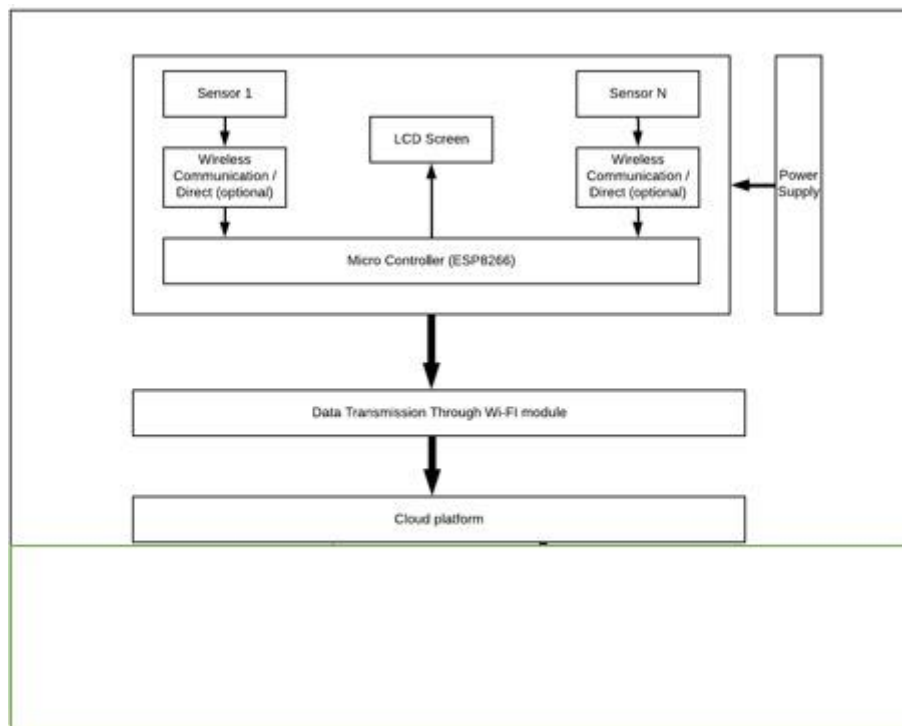 Sensor 1
Sensor N
LCD Screen
Wireless
Communication /
Direct (optional)
Wireless
Communication /
Direct (optional)
Power
Supply
Micro Controller (ESP8266)
Data Transmission Through Wi-FI module
Cloud platform